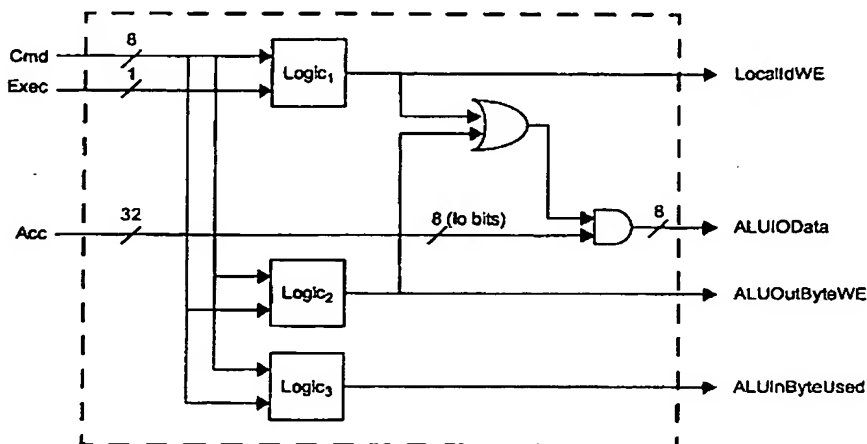 Cmd
8
Exec
1
Logic1
LocalIdWE
Acc
32
8 (lo bits)
8
ALUIOData
Logic2
ALUOutByteWE
Logic3
ALUInByteUsed